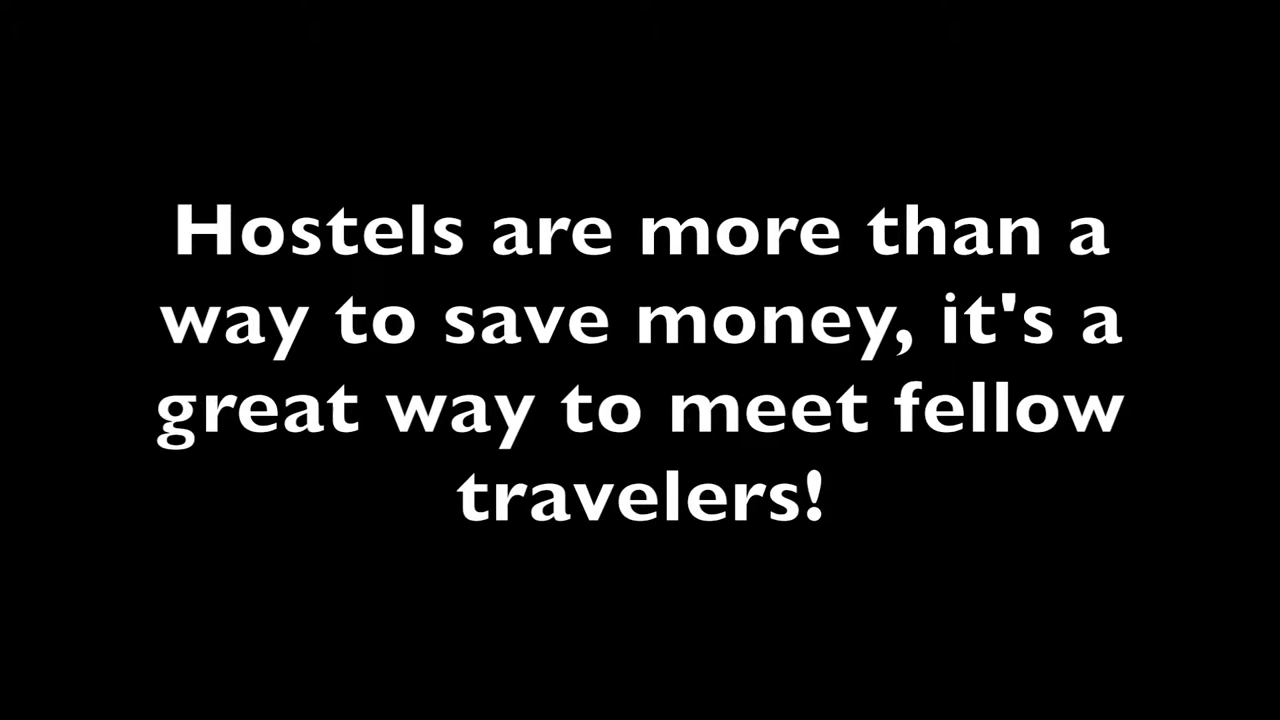 Hostels are more than a
way to save money, it's a
great way to meet fellow
travelers!